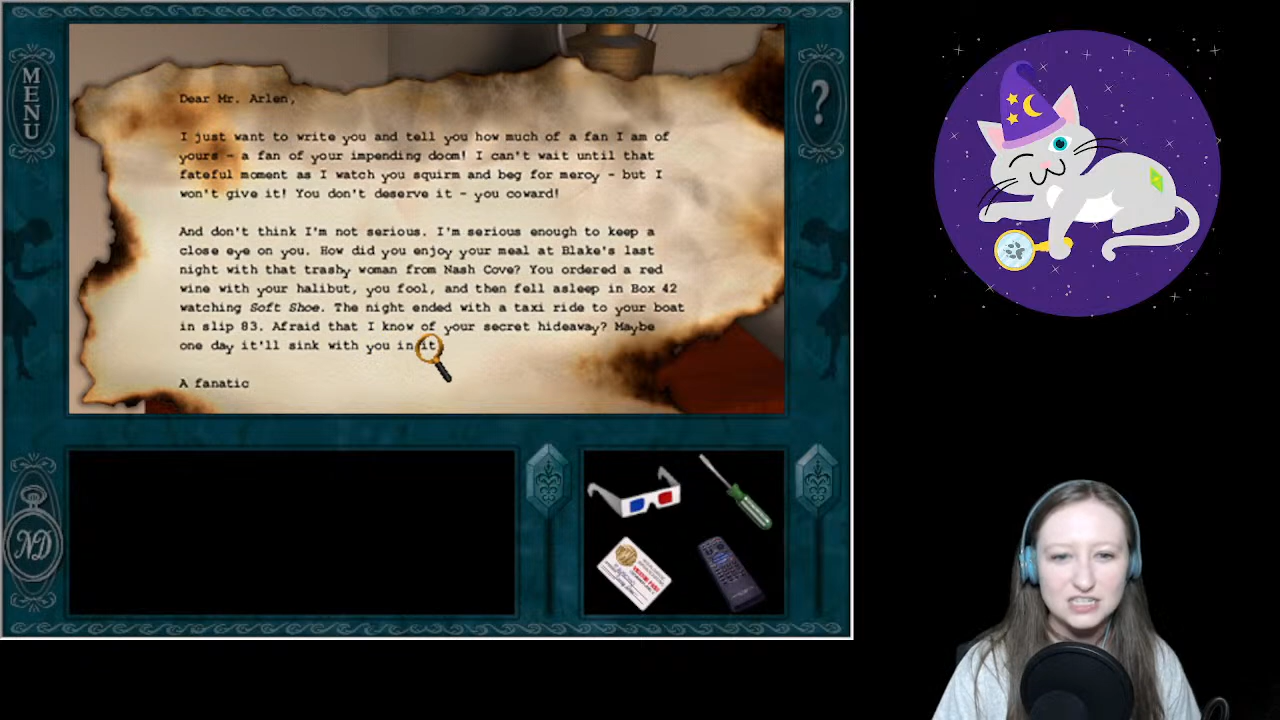 MENU
?
Dear Mr. Arlen,
I just want to write you and tell you how much of a fan I am of
yours - a fan of your impending doom! I can't wait until that
fateful moment as I watch you squirm and beg for mercy - but I
won't give it! You don't deserve it - you coward!
And don't think I'm not serious. I'm serious enough to keep a
close eye on you. How did you enjoy your meal at Blake's last
night with that trashy woman from Nash Cove? You ordered a red
wine with your halibut, you fool, and then fell asleep in Box 42
watching Soft Shoe. The night ended with a taxi ride to your boat
in slip 83. Afraid that I know of your secret hideaway? Maybe
one day it'll sink with you in it
A fanatic
ND